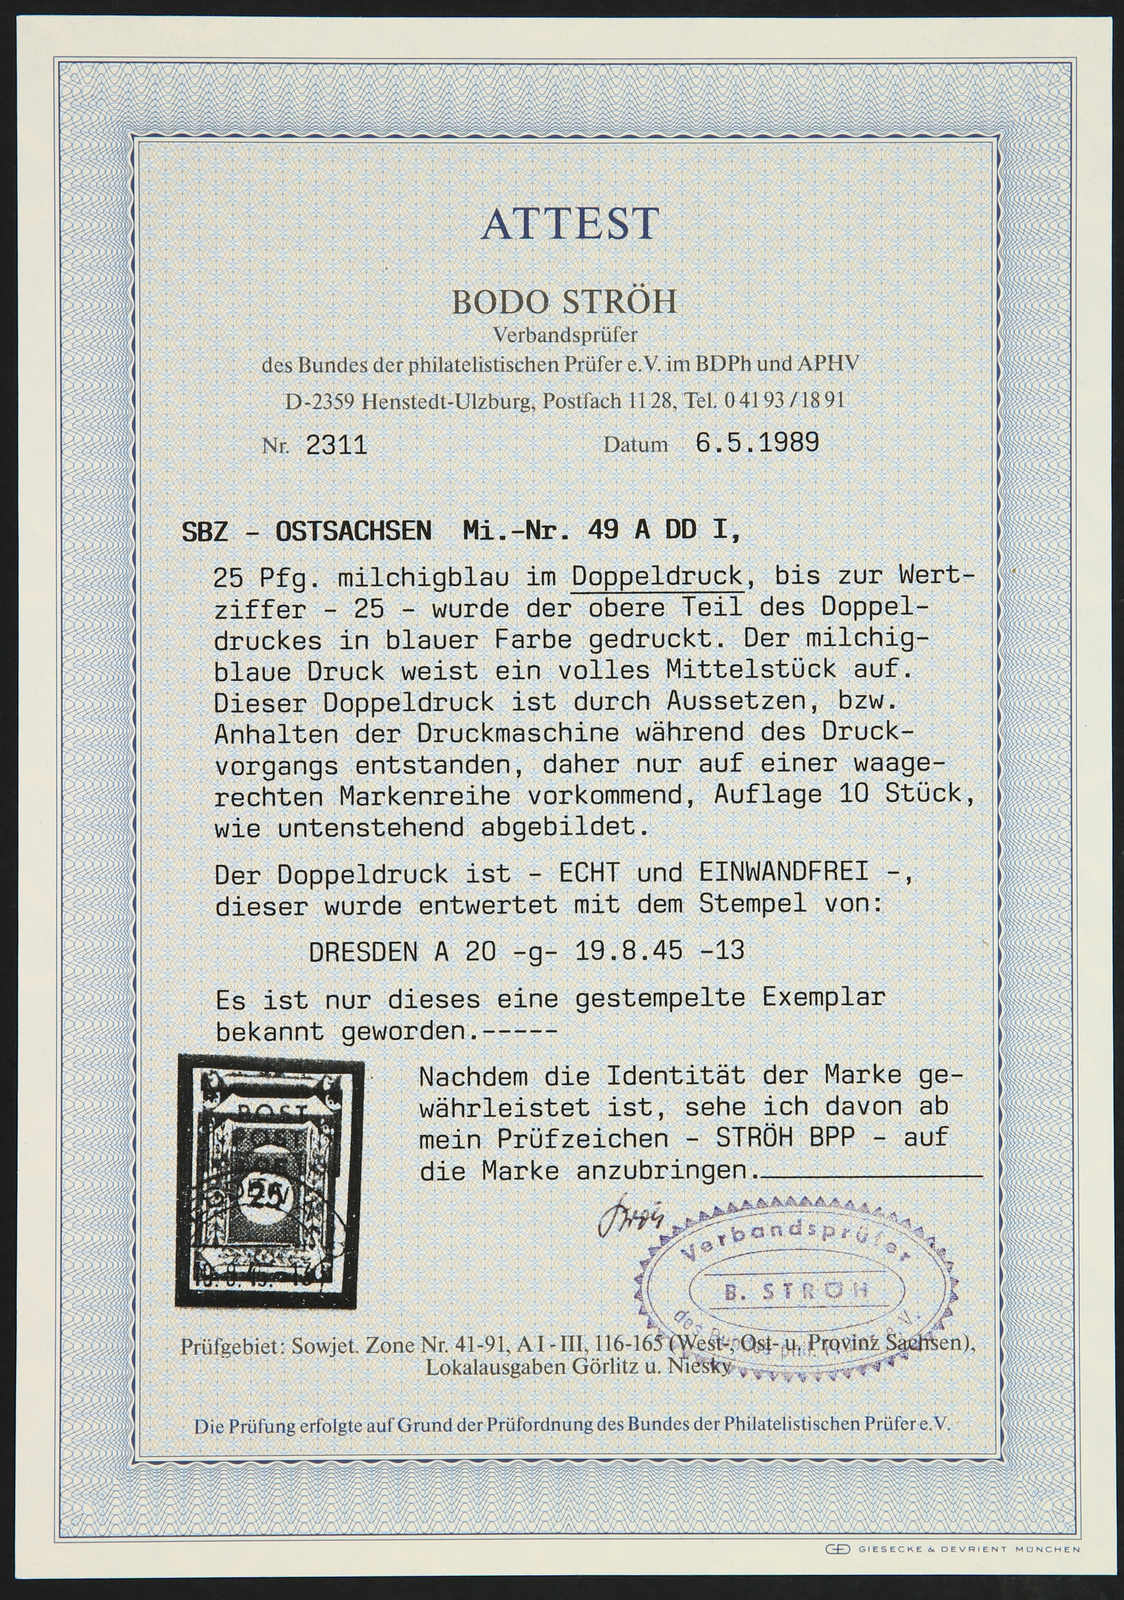 ATTEST
BODO STRÖH
Verbandsprüfer
des Bundes der philatelistischen Prüfer e.V. im BDPh und APHV
D-2359 Henstedt-Ulzburg, Postfach 11 28, Tel. 0 41 93 / 18 91
Nr. 2311 Datum 6.5.1989
SBZ - OSTSACHSEN Mi.-Nr. 49 A DD I,
25 Pfg. milchigblau im Doppeldruck, bis zur Wert-
ziffer - 25 - wurde der obere Teil des Doppel-
druckes in blauer Farbe gedruckt. Der milchig-
blaue Druck weist ein volles Mittelstück auf.
Dieser Doppeldruck ist durch Aussetzen, bzw.
Anhalten der Druckmaschine während des Druck-
vorgangs entstanden, daher nur auf einer waage-
rechten Markenreihe vorkommend, Auflage 10 Stück,
wie untenstehend abgebildet.
Der Doppeldruck ist - ECHT und EINWANDFREI -,
dieser wurde entwertet mit dem Stempel von:
DRESDEN A 20 -g- 19.8.45 -13
Es ist nur dieses eine gestempelte Exemplar
bekannt geworden.-----
Nachdem die Identität der Marke ge-
währleistet ist, sehe ich davon ab
mein Prüfzeichen - STRÖH BPP - auf
die Marke anzubringen.
POST
25
Ströh
Verbandsprüfer
B. STRÖH
Prüfgebiet: Sowjet. Zone Nr. 41-91, A I - III, 116-165 (West-, Ost- u. Provinz Sachsen),
Lokalausgaben Görlitz u. Niesky
Die Prüfung erfolgte auf Grund der Prüfordnung des Bundes der Philatelistischen Prüfer e.V.
GIESECKE & DEVRIENT MÜNCHEN